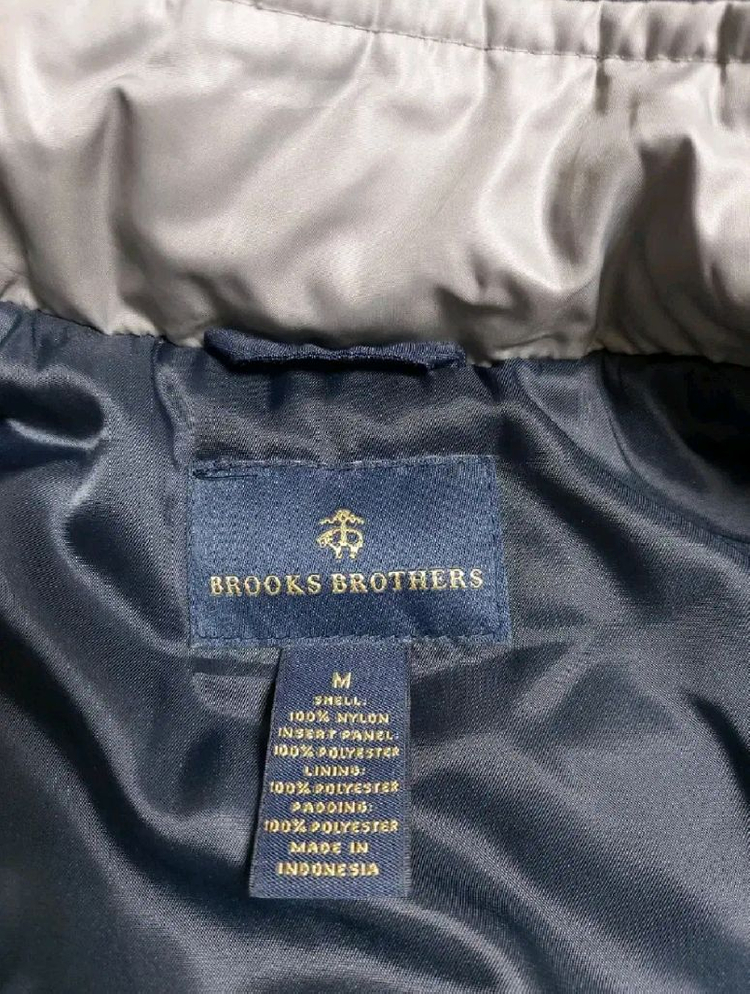 BROOKS BROTHERS
M
SHELL:
100% NYLON
INSERT PANEL:
100% POLYESTER
LINING:
100% POLYESTER
PADDING:
100% POLYESTER
MADE IN
INDONESIA